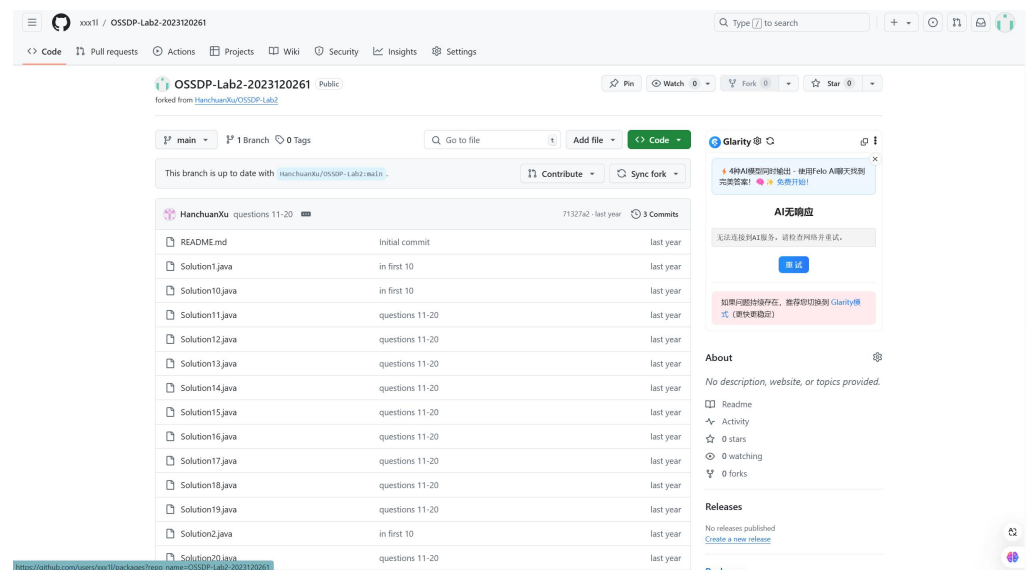 xxx1l / OSSDP-Lab2-2023120261
Type / to search
Code Pull requests Actions Projects Wiki Security Insights Settings
OSSDP-Lab2-2023120261 Public
forked from HanchuanXu/OSSDP-Lab2
Pin Watch 0 Fork 0 Star 0
main 1 Branch 0 Tags Go to file t Add file Code
This branch is up to date with HanchuanXu/OSSDP-Lab2:main .
Contribute Sync fork
HanchuanXu questions 11-20 71327a2 · last year 3 Commits
README.md Initial commit last year
Solution1.java in first 10 last year
Solution10.java in first 10 last year
Solution11.java questions 11-20 last year
Solution12.java questions 11-20 last year
Solution13.java questions 11-20 last year
Solution14.java questions 11-20 last year
Solution15.java questions 11-20 last year
Solution16.java questions 11-20 last year
Solution17.java questions 11-20 last year
Solution18.java questions 11-20 last year
Solution19.java questions 11-20 last year
Solution2.java in first 10 last year
Solution20.java questions 11-20 last year
https://github.com/users/xxx1l/packages?repo_name=OSSDP-Lab2-2023120261
Glarity
4种AI模型同时输出 - 使用Felo AI聊天找到
完美答案! 免费开始!
AI无响应
无法连接到AI服务，请检查网络并重试。
重试
如果问题持续存在，推荐您切换到 Glarity模
式（更快更稳定）
About
No description, website, or topics provided.
Readme
Activity
0 stars
0 watching
0 forks
Releases
No releases published
Create a new release